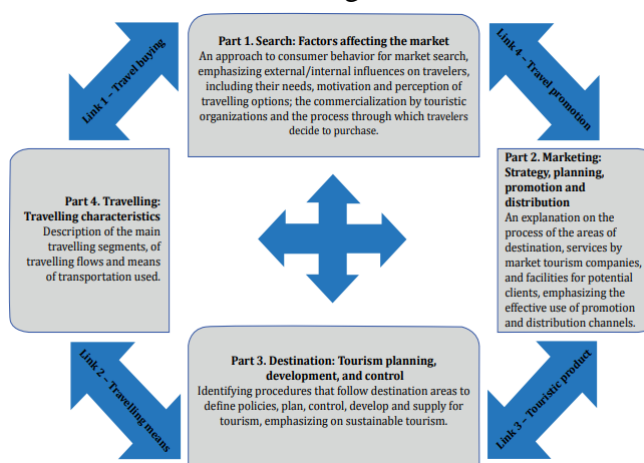 Part 1. Search: Factors affecting the market
An approach to consumer behavior for market search,
emphasizing external/internal influences on travelers,
including their needs, motivation and perception of
travelling options; the commercialization by touristic
organizations and the process through which travelers
decide to purchase.
Link 1 – Travel buying
Link 4 – Travel promotion
Part 4. Travelling:
Travelling characteristics
Description of the main
travelling segments, of
travelling flows and means
of transportation used.
Part 2. Marketing:
Strategy, planning,
promotion and
distribution
An explanation on the
process of the areas of
destination, services by
market tourism companies,
and facilities for potential
clients, emphasizing the
effective use of promotion
and distribution channels.
Link 2 – Travelling means
Link 3 – Touristic product
Part 3. Destination: Tourism planning,
development, and control
Identifying procedures that follow destination areas to
define policies, plan, control, develop and supply for
tourism, emphasizing on sustainable tourism.